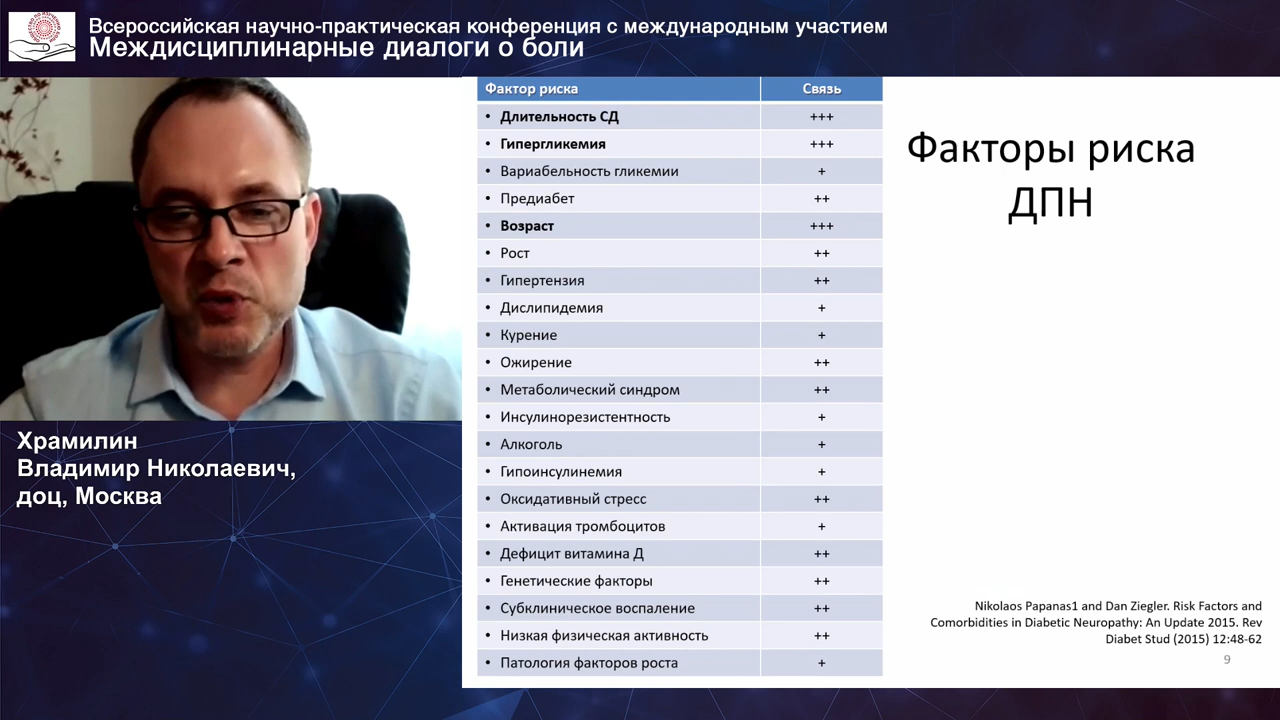 Всероссийская научно-практическая конференция с международным участием
Междисциплинарные диалоги о боли
Храмилин
Владимир Николаевич,
доц, Москва
Фактор риска Связь
• Длительность СД +++
• Гипергликемия +++
• Вариабельность гликемии +
• Предиабет ++
• Возраст +++
• Рост ++
• Гипертензия ++
• Дислипидемия +
• Курение +
• Ожирение ++
• Метаболический синдром ++
• Инсулинорезистентность +
• Алкоголь +
• Гипоинсулинемия +
• Оксидативный стресс ++
• Активация тромбоцитов +
• Дефицит витамина Д ++
• Генетические факторы ++
• Субклиническое воспаление ++
• Низкая физическая активность ++
• Патология факторов роста +
Факторы риска
ДПН
Nikolaos Papanas1 and Dan Ziegler. Risk Factors and
Comorbidities in Diabetic Neuropathy: An Update 2015. Rev
Diabet Stud (2015) 12:48-62
9